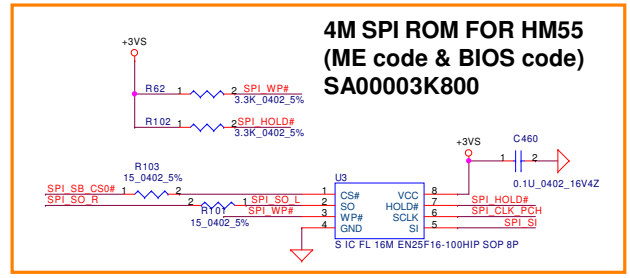 4M SPI ROM FOR HM55
(ME code & BIOS code)
SA00003K800
+3VS
R62 1 2 SPI_WP#
3.3K_0402_5%
R102 1 2 SPI_HOLD#
3.3K_0402_5%
+3VS
C460
1 2
0.1U_0402_16V4Z
R103
15_0402_5%
U3
SPI_SB_CS0# 1 2 1 CS# VCC 8
SPI_SO_R 2 1 SPI_SO_L 2 SO HOLD# 7 SPI_HOLD#
R101 SPI_WP# 3 WP# SCLK 6 SPI_CLK_PCH
15_0402_5% 4 GND SI 5 SPI_SI
S IC FL 16M EN25F16-100HIP SOP 8P